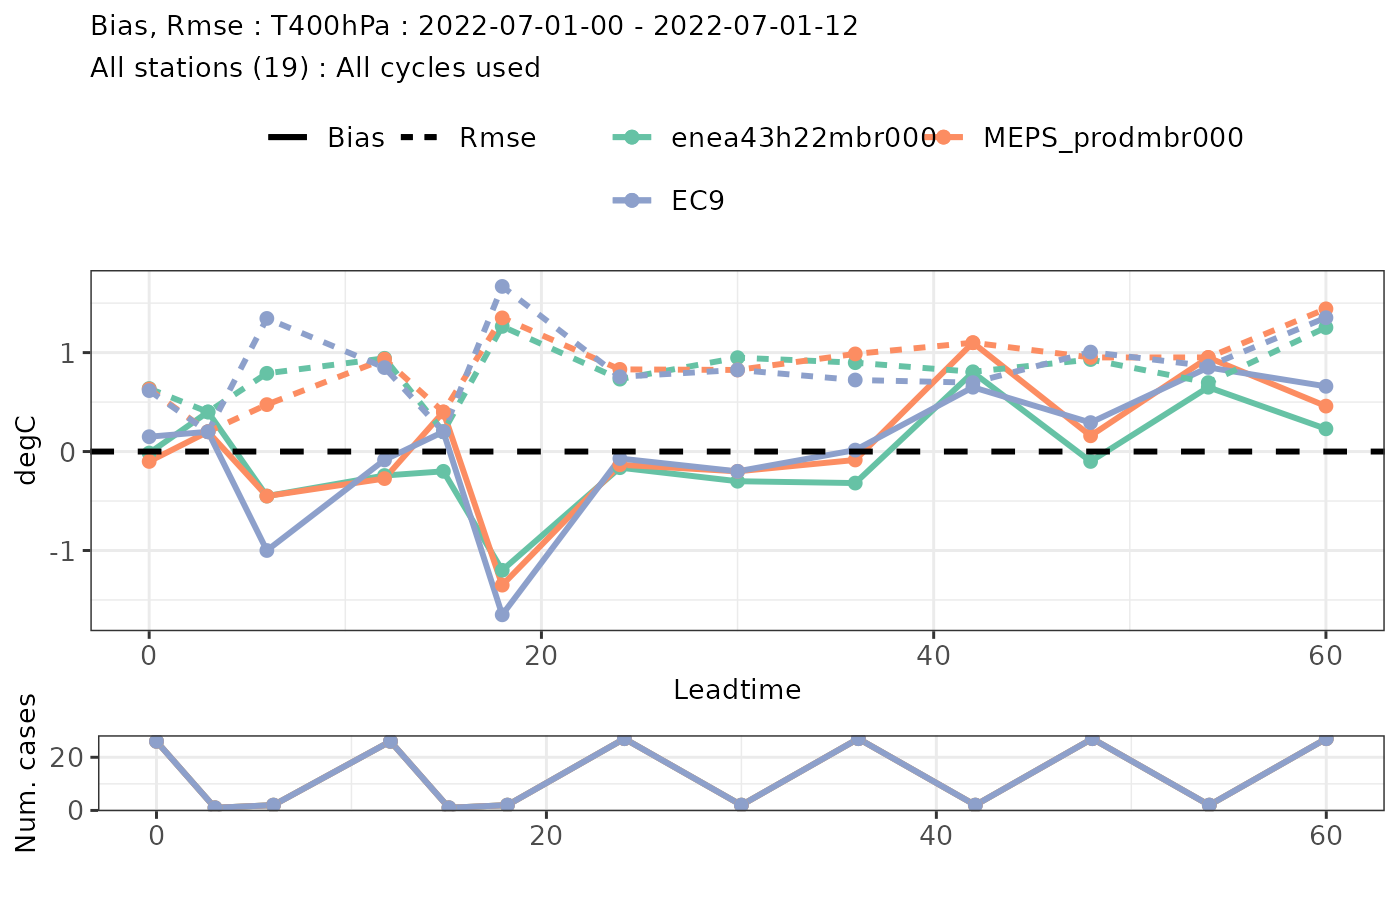 Bias, Rmse : T400hPa : 2022-07-01-00 - 2022-07-01-12
All stations (19) : All cycles used
Bias Rmse enea43h22mbr000 MEPS_prodmbr000
EC9
degC
1
0
-1
0 20 40 60
Leadtime
Num. cases
20
0
0 20 40 60